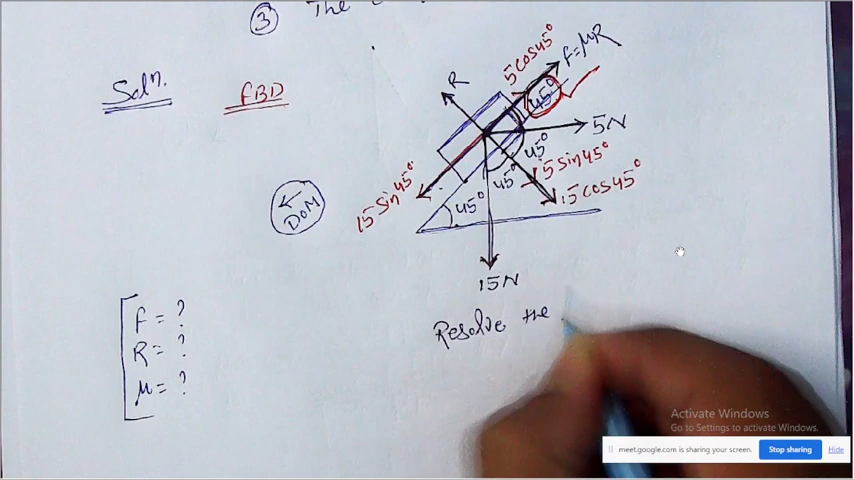 ③ The
Solⁿ.
FBD
R
5cos45°
F=μR
45°
5N
45°
5sin45°
45°
15cos45°
15sin45°
45°
←
DOM
15N
F = ?
R = ?
μ = ?
Resolve the
Activate Windows
Go to Settings to activate Windows.
meet.google.com is sharing your screen.
Stop sharing
Hide